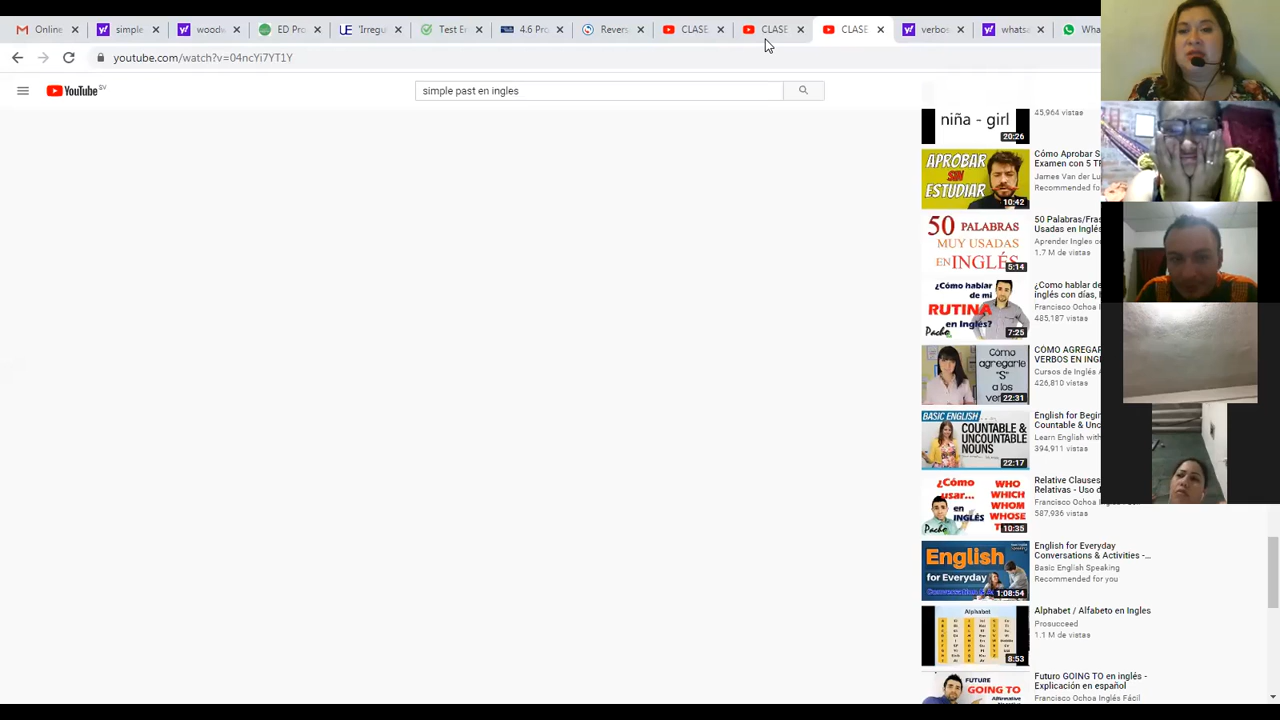 Online
simple
woodw
ED Pro
'Irregu
Test E
4.6 Pro
Revers
CLASE
CLASE
CLASE
verbos
whats
Wha
youtube.com/watch?v=04ncYi7YT1Y
YouTube SV
simple past en ingles
niña - girl
20:26
45,964 vistas
APROBAR
SIN
ESTUDIAR
10:42
Cómo Aprobar S
Examen con 5 TR
James Van der Lu
Recommended fo
50 PALABRAS
MUY USADAS
EN INGLÉS
5:14
50 Palabras/Fras
Usadas en Inglés
Aprender Ingles co
1.7 M de vistas
¿Cómo hablar
de mi
RUTINA
en Inglés?
Pacho
7:25
¿Como hablar de
inglés con días, h
Francisco Ochoa I
485,187 vistas
Cómo
agregarle
"S"
a los
ver
22:31
CÓMO AGREGAR
VERBOS EN INGL
Cursos de Inglés A
426,810 vistas
BASIC ENGLISH
COUNTABLE &
UNCOUNTABLE
NOUNS
22:17
English for Begin
Countable & Unc
Learn English with
394,911 vistas
¿Cómo
usar...
en
INGLÉS
Pacho
WHO
WHICH
WHOM
WHOSE
10:35
Relative Clauses
Relativas - Uso d
Francisco Ochoa
587,936 vistas
English
for Everyday
1:08:54
English for Everyday
Conversations & Activities -...
Basic English Speaking
Recommended for you
Alphabet
8:53
Alphabet / Alfabeto en Ingles
Prosucceed
1.1 M de vistas
FUTURE
GOING TO
Futuro GOING TO en inglés -
Explicación en español
Francisco Ochoa Inglés Fácil